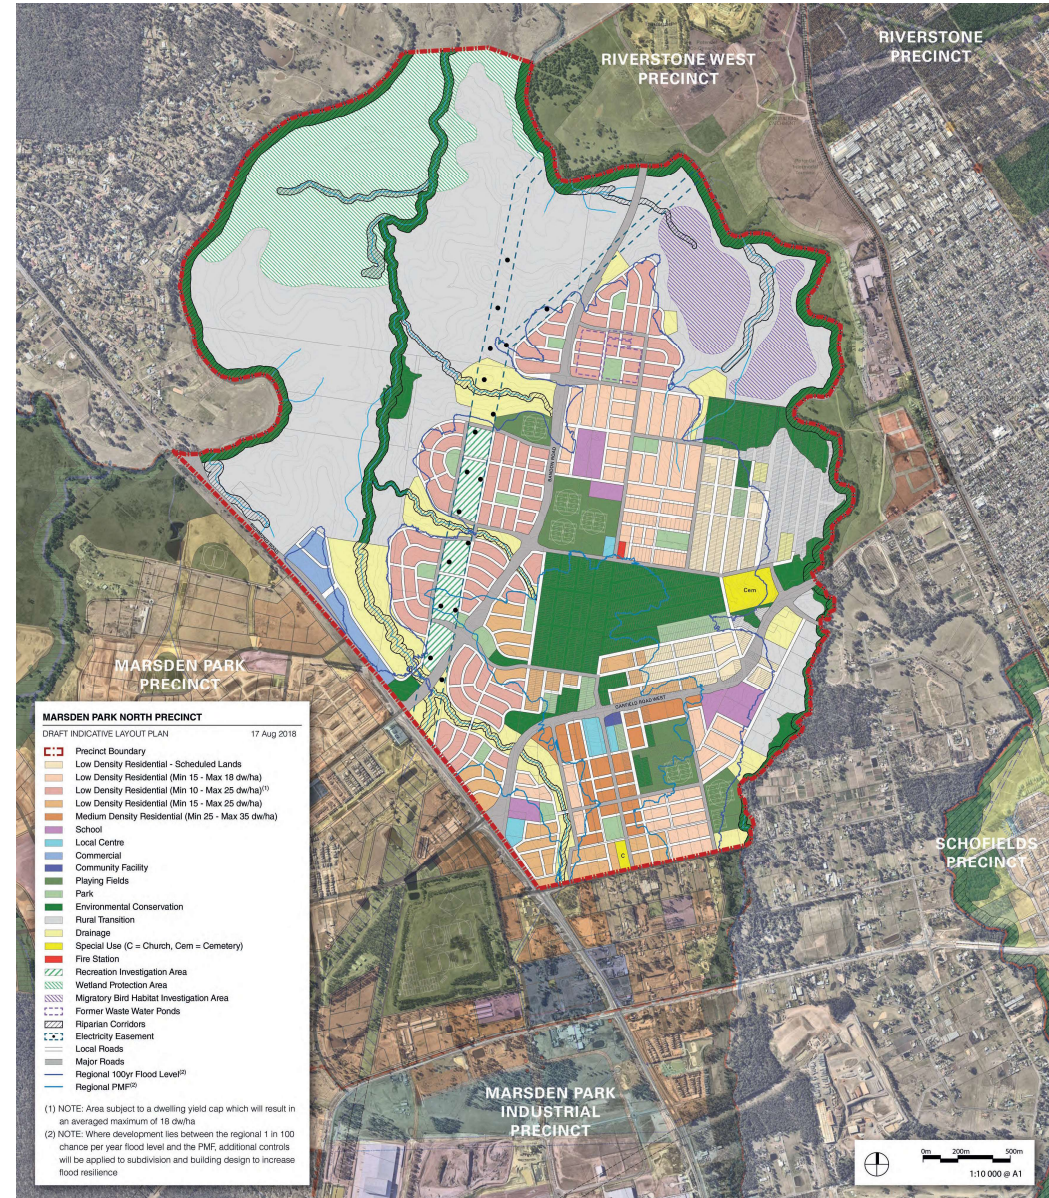 RIVERSTONE
PRECINCT
RIVERSTONE WEST
PRECINCT
Cem
MARSDEN PARK
PRECINCT
GARFIELD ROAD WEST
C
SCHOFIELDS
PRECINCT
MARSDEN PARK
INDUSTRIAL
PRECINCT
MARSDEN PARK NORTH PRECINCT
DRAFT INDICATIVE LAYOUT PLAN 17 Aug 2018
Precinct Boundary
Low Density Residential - Scheduled Lands
Low Density Residential (Min 15 - Max 18 dw/ha)
Low Density Residential (Min 10 - Max 25 dw/ha)(1)
Low Density Residential (Min 15 - Max 25 dw/ha)
Medium Density Residential (Min 25 - Max 35 dw/ha)
School
Local Centre
Commercial
Community Facility
Playing Fields
Park
Environmental Conservation
Rural Transition
Drainage
Special Use (C = Church, Cem = Cemetery)
Fire Station
Recreation Investigation Area
Wetland Protection Area
Migratory Bird Habitat Investigation Area
Former Waste Water Ponds
Riparian Corridors
Electricity Easement
Local Roads
Major Roads
Regional 100yr Flood Level(2)
Regional PMF(2)
(1) NOTE: Area subject to a dwelling yield cap which will result in
an averaged maximum of 18 dw/ha
(2) NOTE: Where development lies between the regional 1 in 100
chance per year flood level and the PMF, additional controls
will be applied to subdivision and building design to increase
flood resilience
0m 200m 500m
1:10 000 @ A1